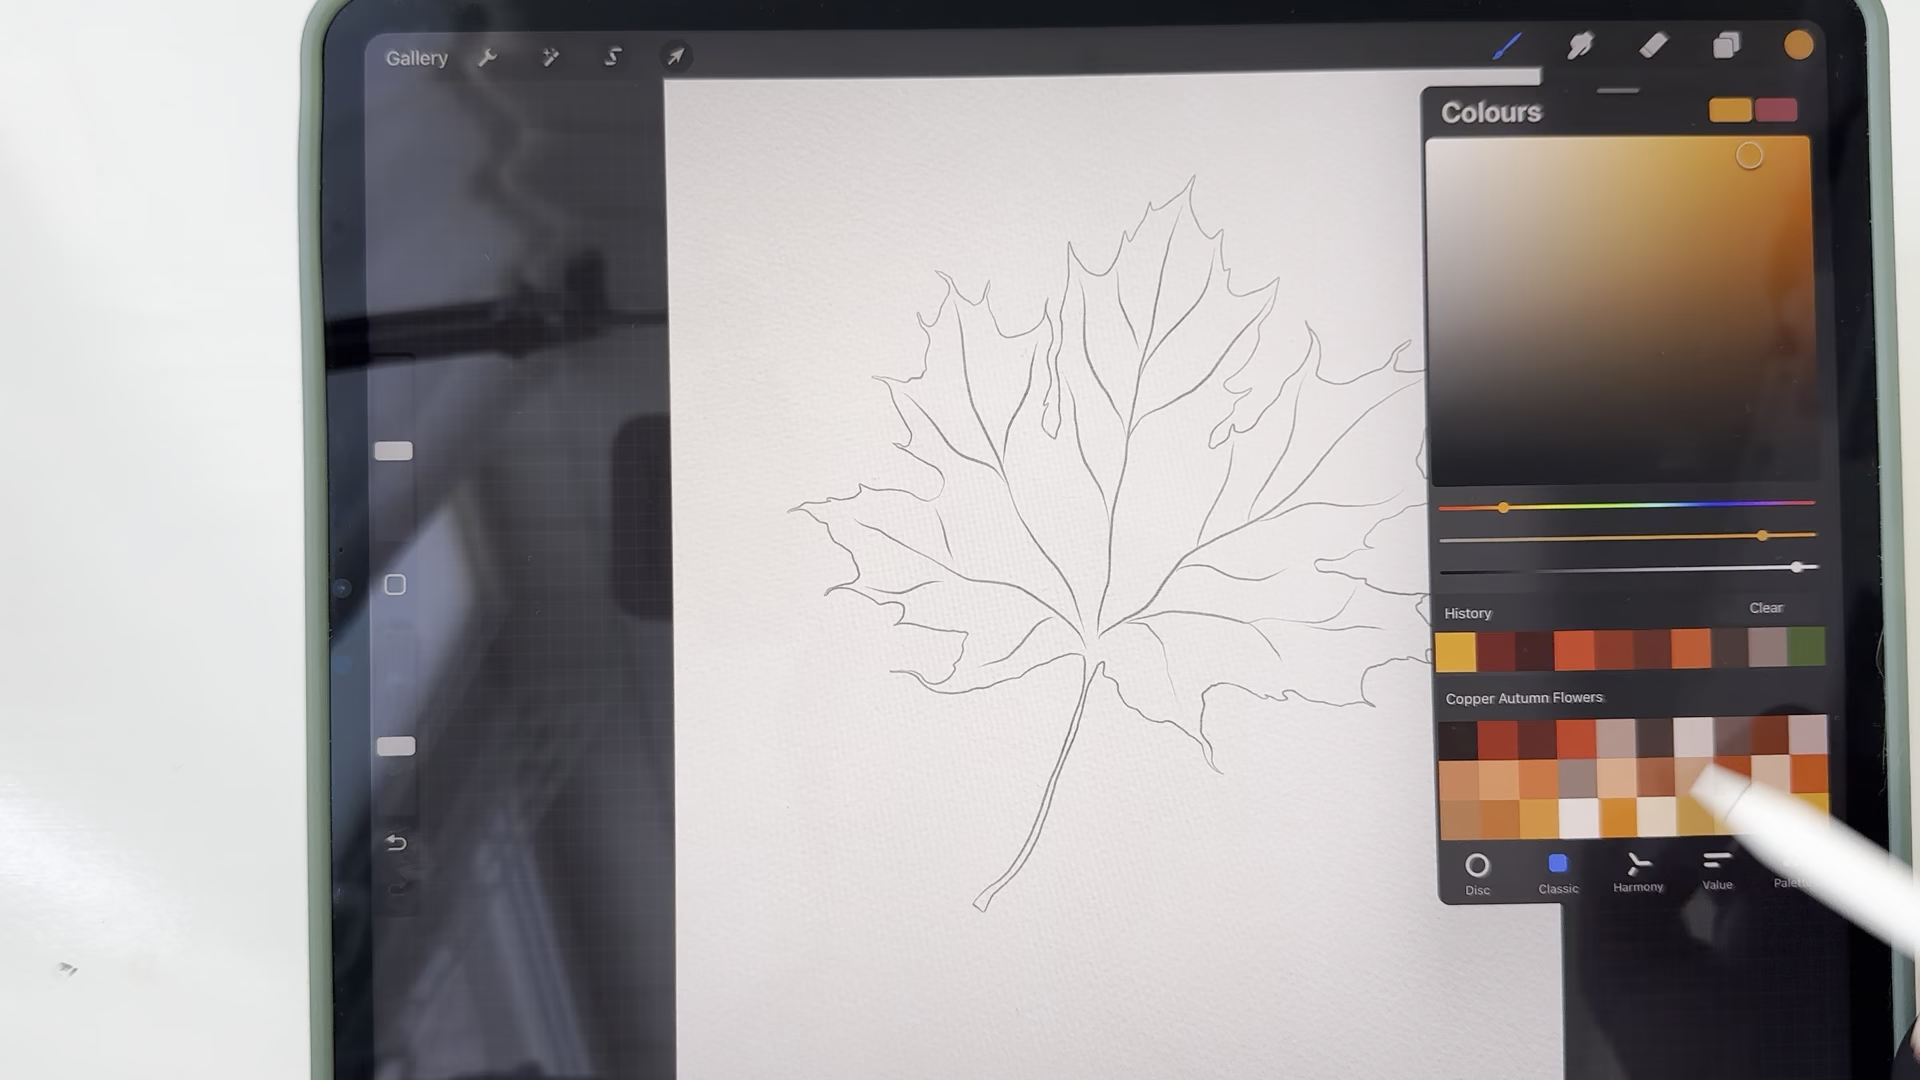 Gallery
Colours
History
Clear
Copper Autumn Flowers
Disc
Classic
Harmony
Value